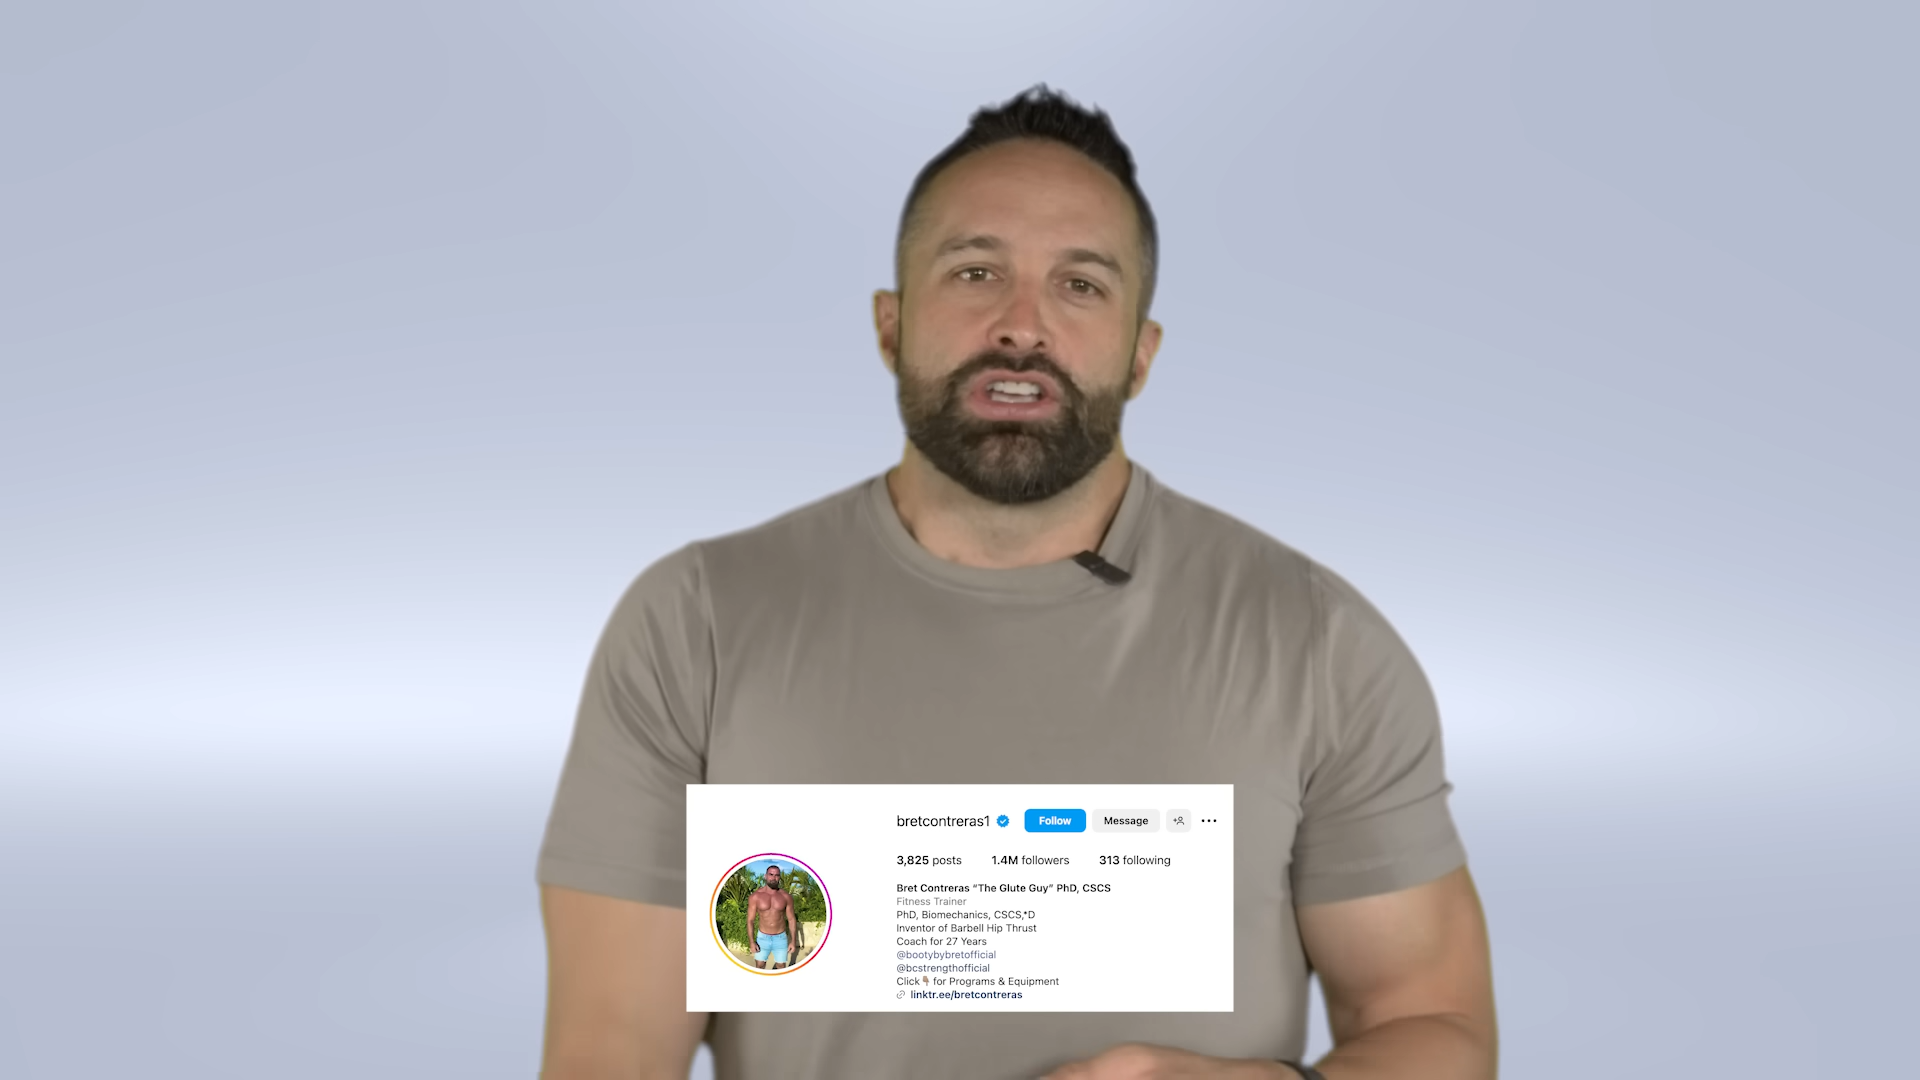 bretcontreras1 Follow Message
3,825 posts 1.4M followers 313 following
Bret Contreras "The Glute Guy" PhD, CSCS
Fitness Trainer
PhD, Biomechanics, CSCS,*D
Inventor of Barbell Hip Thrust
Coach for 27 Years
@bootybybretofficial
@bcstrengthofficial
Click👇🏽for Programs & Equipment
linktr.ee/bretcontreras